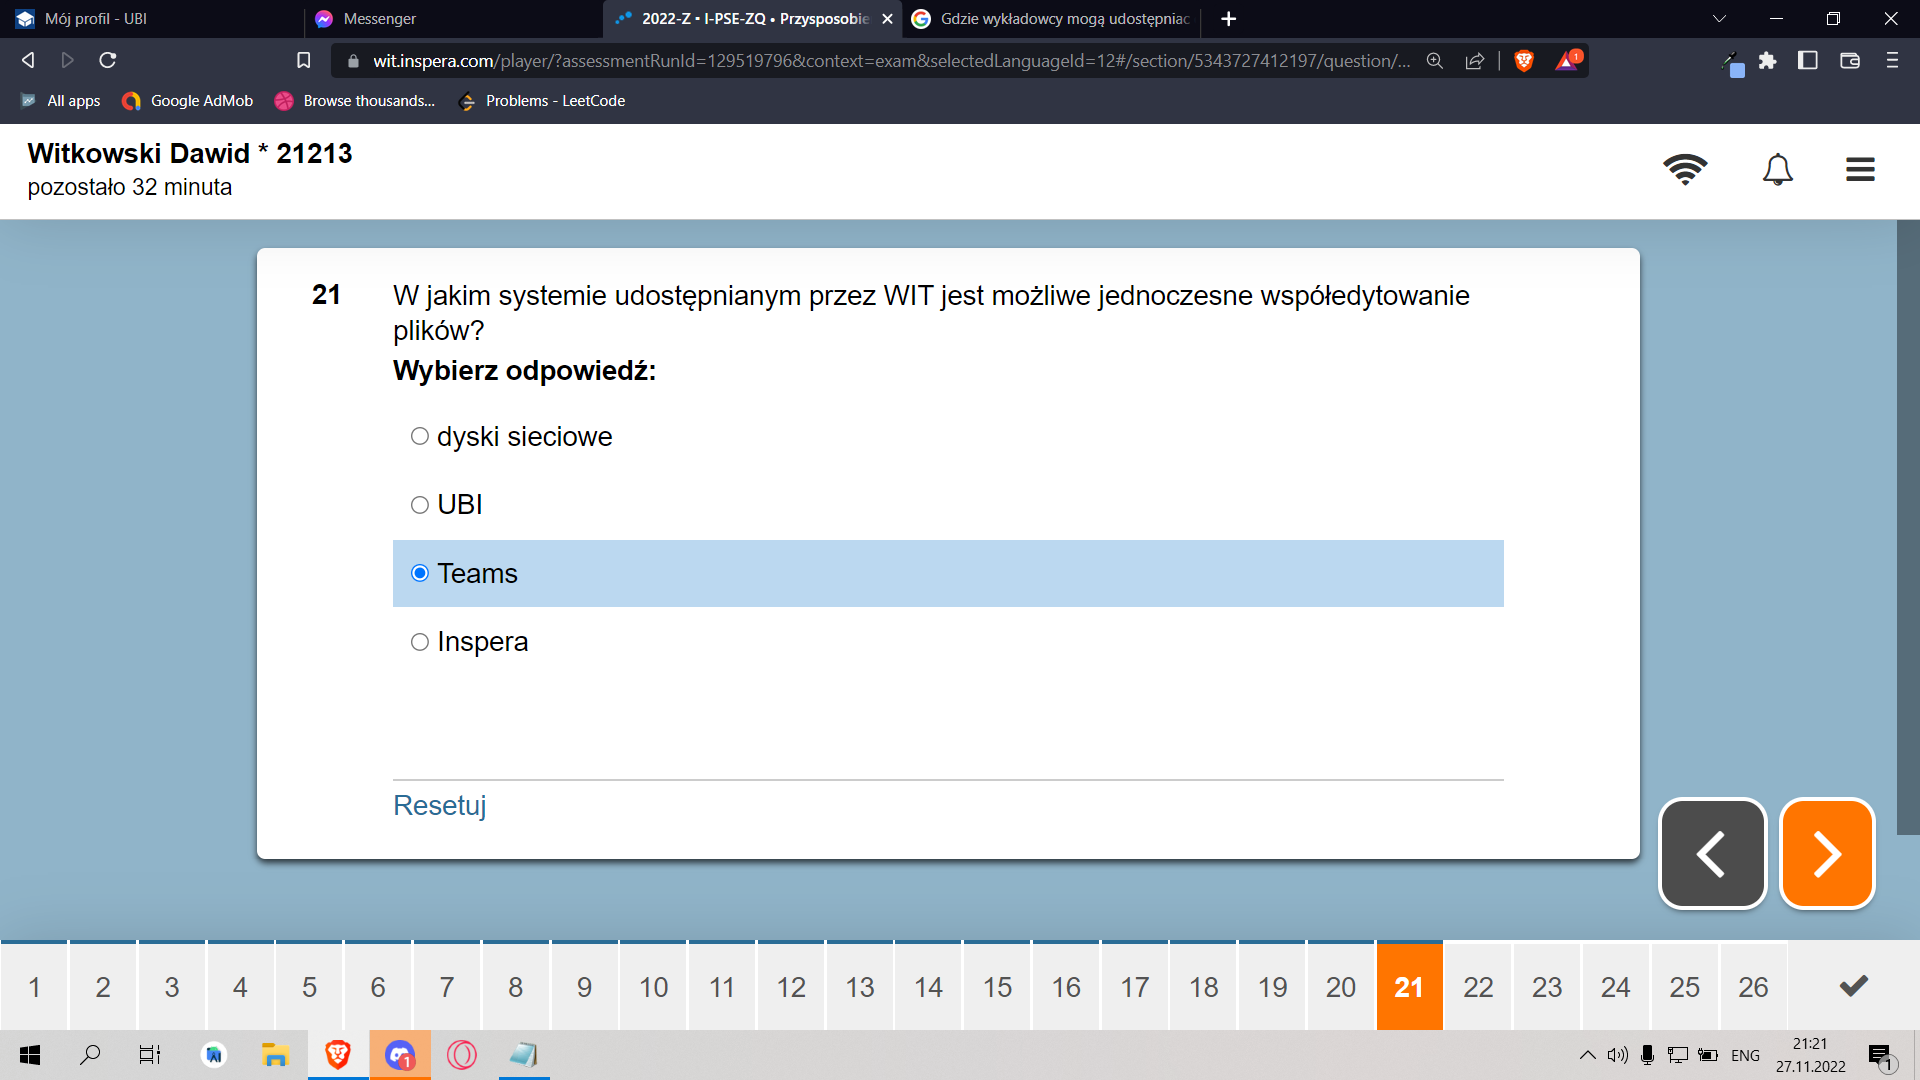 Mój profil - UBI
Messenger
2022-Z • I-PSE-ZQ • Przysposobie
Gdzie wykładowcy mogą udostępniac
wit.inspera.com/player/?assessmentRunId=129519796&context=exam&selectedLanguageId=12#/section/5343727412197/question/...
1
All apps
Google AdMob
Browse thousands...
Problems - LeetCode
Witkowski Dawid * 21213
pozostało 32 minuta
21
W jakim systemie udostępnianym przez WIT jest możliwe jednoczesne współedytowanie
plików?
Wybierz odpowiedź:
dyski sieciowe
UBI
Teams
Inspera
Resetuj
1 2 3 4 5 6 7 8 9 10 11 12 13 14 15 16 17 18 19 20 21 22 23 24 25 26
1
ENG
21:21
27.11.2022
1